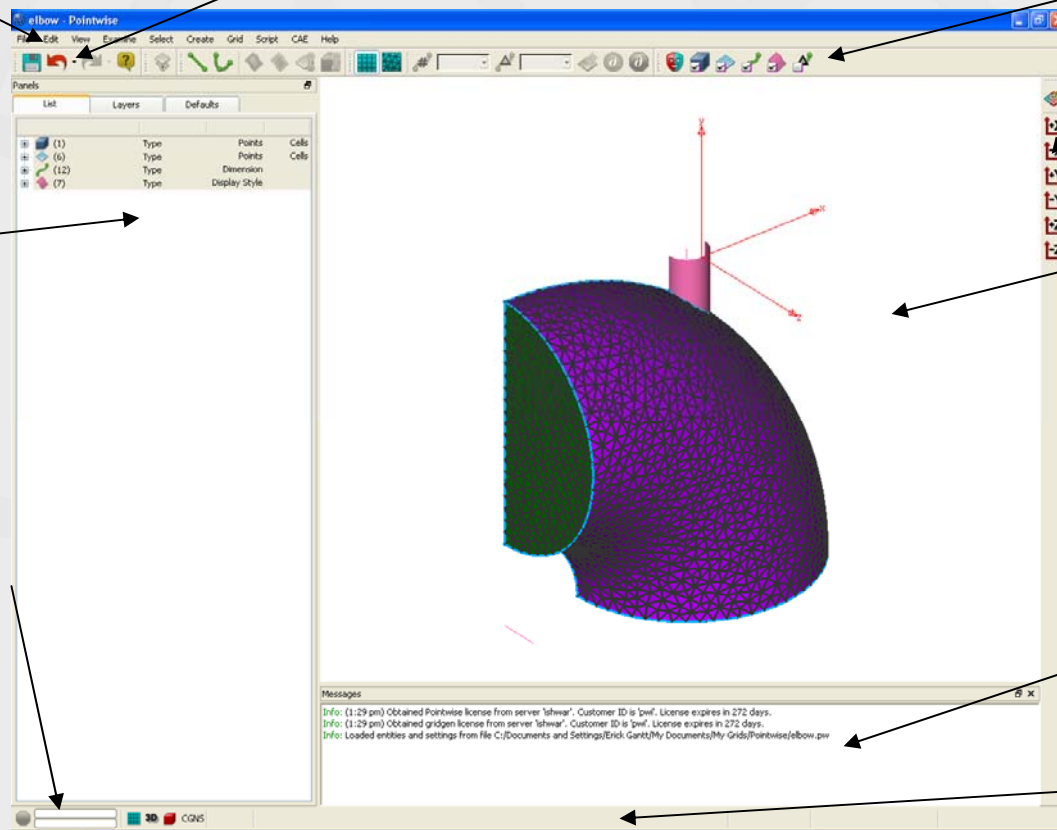 elbow - Pointwise
File Edit View Examine Select Create Grid Script CAE Help
Panels
List Layers Defaults
(1) Type Points Cells
(6) Type Points Cells
(12) Type Dimension
(7) Type Display Style
y
x
z
+X
+Y
-Y
+Z
-Z
Messages
Info: (1:29 pm) Obtained Pointwise license from server 'ishwar'. Customer ID is 'pwi'. License expires in 272 days.
Info: (1:29 pm) Obtained gridgen license from server 'ishwar'. Customer ID is 'pwi'. License expires in 272 days.
Info: Loaded entities and settings from file C:/Documents and Settings/Erick Gantt/My Documents/My Grids/Pointwise/elbow.pw
3D CGNS